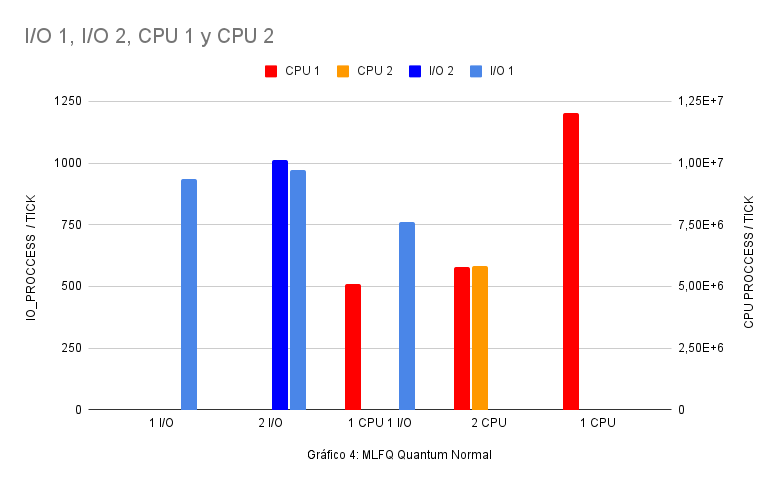 I/O 1, I/O 2, CPU 1 y CPU 2
CPU 1 CPU 2 I/O 2 I/O 1
IO_PROCCESS / TICK
1250
1000
750
500
250
0
1,25E+7
1,00E+7
7,50E+6
5,00E+6
2,50E+6
0
CPU PROCCESS / TICK
1 I/O 2 I/O 1 CPU 1 I/O 2 CPU 1 CPU
Gráfico 4: MLFQ Quantum Normal